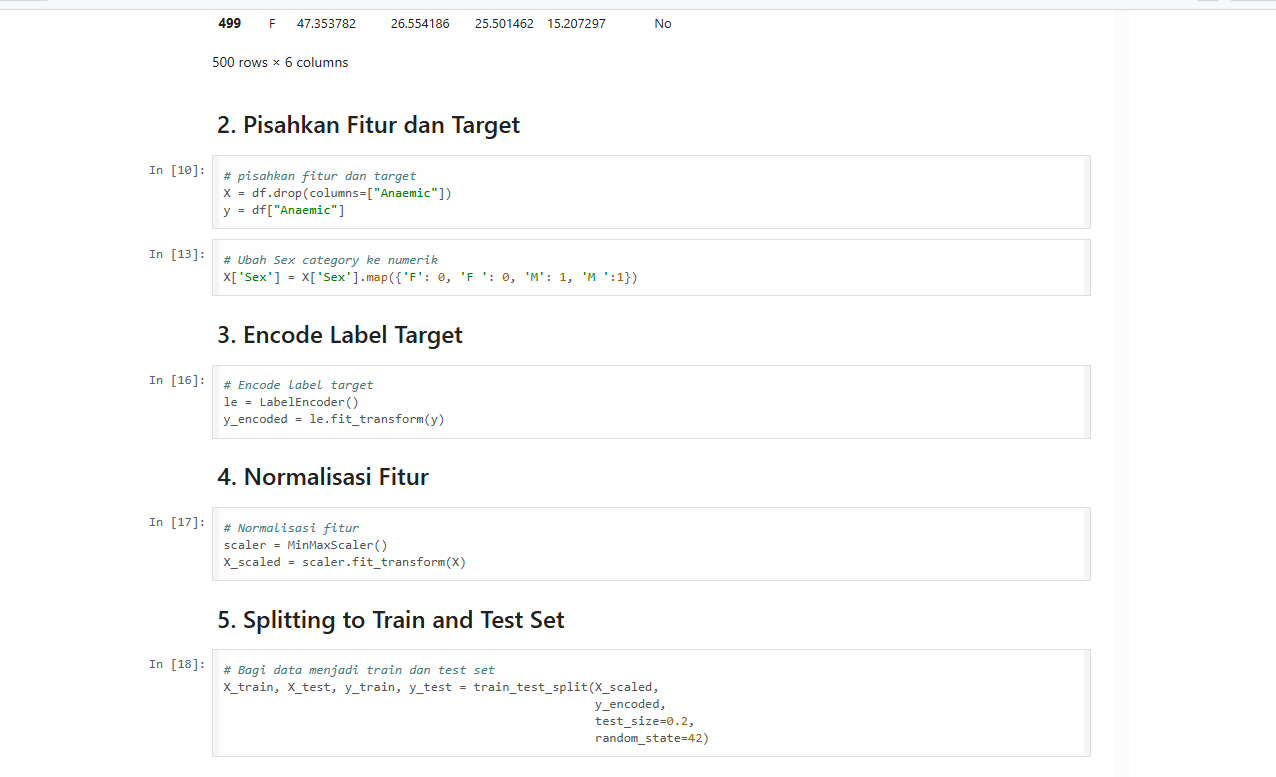 499 F 47.353782 26.554186 25.501462 15.207297 No
500 rows × 6 columns
2. Pisahkan Fitur dan Target
In [10]:
# pisahkan fitur dan target
X = df.drop(columns=["Anaemic"])
y = df["Anaemic"]
In [13]:
# Ubah Sex category ke numerik
X['Sex'] = X['Sex'].map({'F': 0, 'F ': 0, 'M': 1, 'M ':1})
3. Encode Label Target
In [16]:
# Encode label target
le = LabelEncoder()
y_encoded = le.fit_transform(y)
4. Normalisasi Fitur
In [17]:
# Normalisasi fitur
scaler = MinMaxScaler()
X_scaled = scaler.fit_transform(X)
5. Splitting to Train and Test Set
In [18]:
# Bagi data menjadi train dan test set
X_train, X_test, y_train, y_test = train_test_split(X_scaled,
y_encoded,
test_size=0.2,
random_state=42)